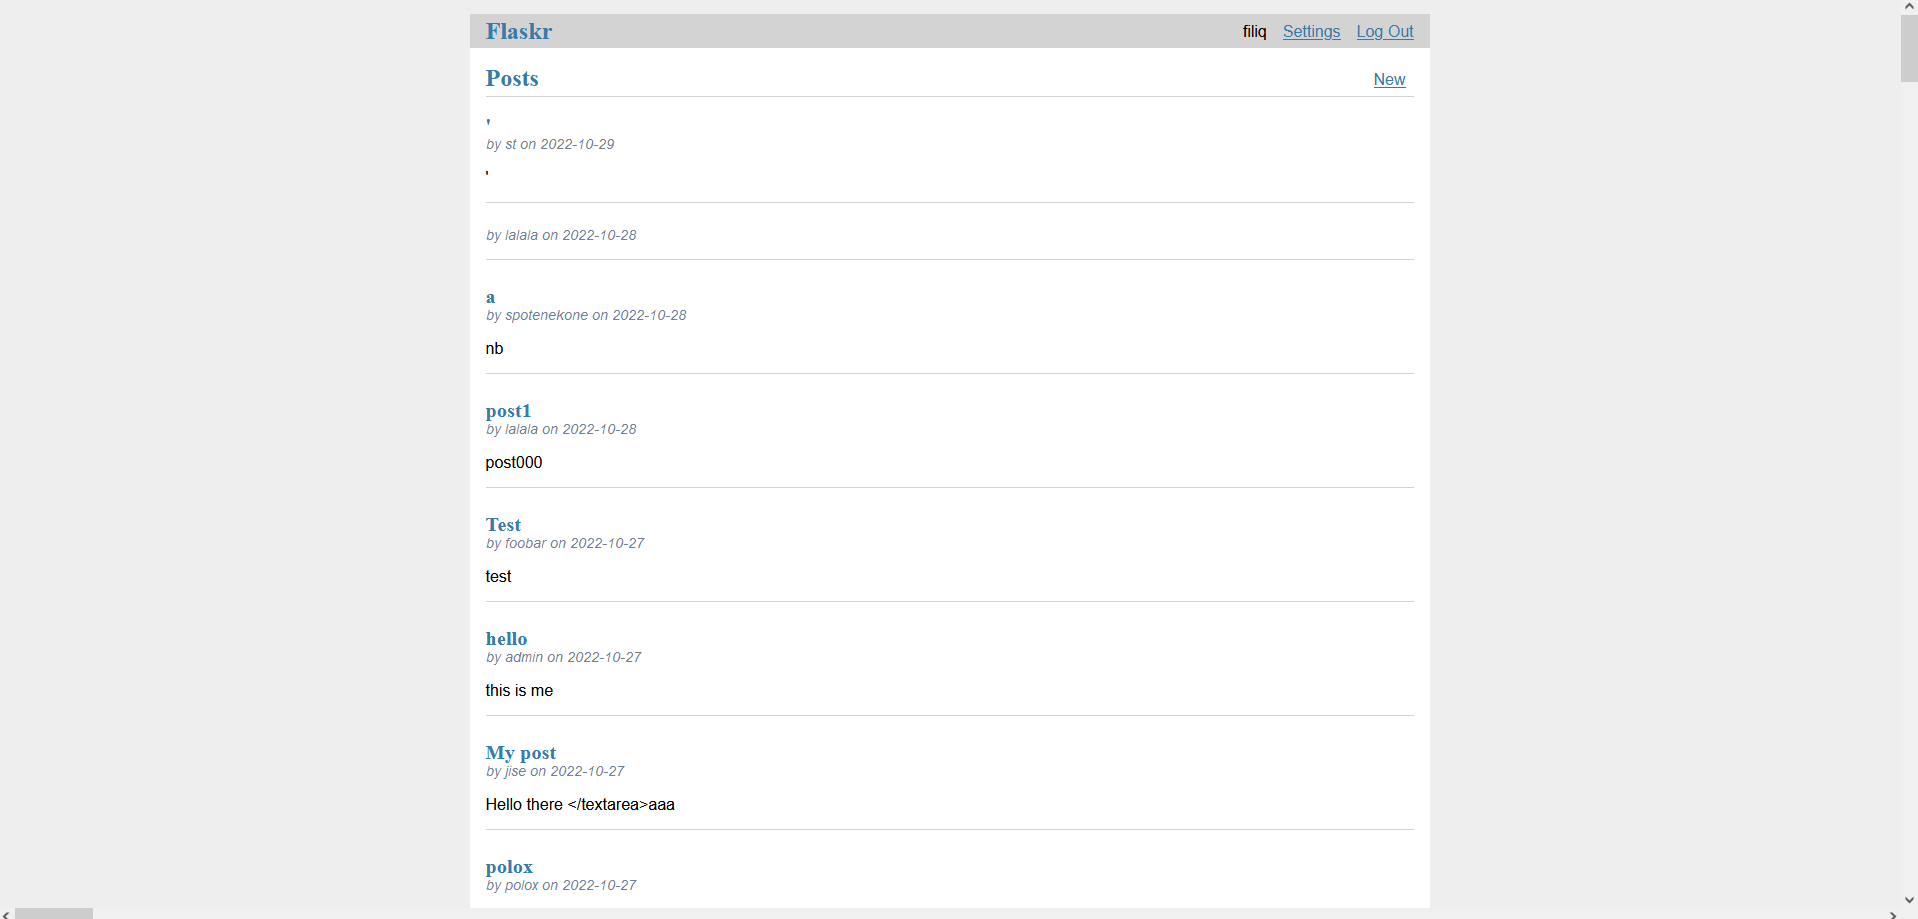 Flaskr filiq Settings Log Out
Posts New
'
by st on 2022-10-29
'
by lalala on 2022-10-28
a
by spotenekone on 2022-10-28
nb
post1
by lalala on 2022-10-28
post000
Test
by foobar on 2022-10-27
test
hello
by admin on 2022-10-27
this is me
My post
by jise on 2022-10-27
Hello there </textarea>aaa
polox
by polox on 2022-10-27